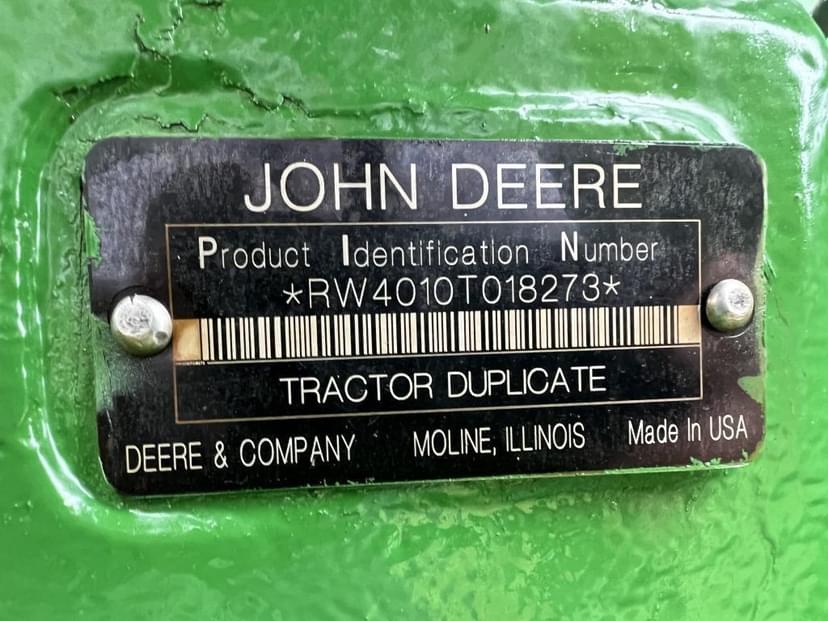 JOHN DEERE
Product Identification Number
*RW4010T018273*
TRACTOR DUPLICATE
DEERE & COMPANY MOLINE, ILLINOIS Made In USA